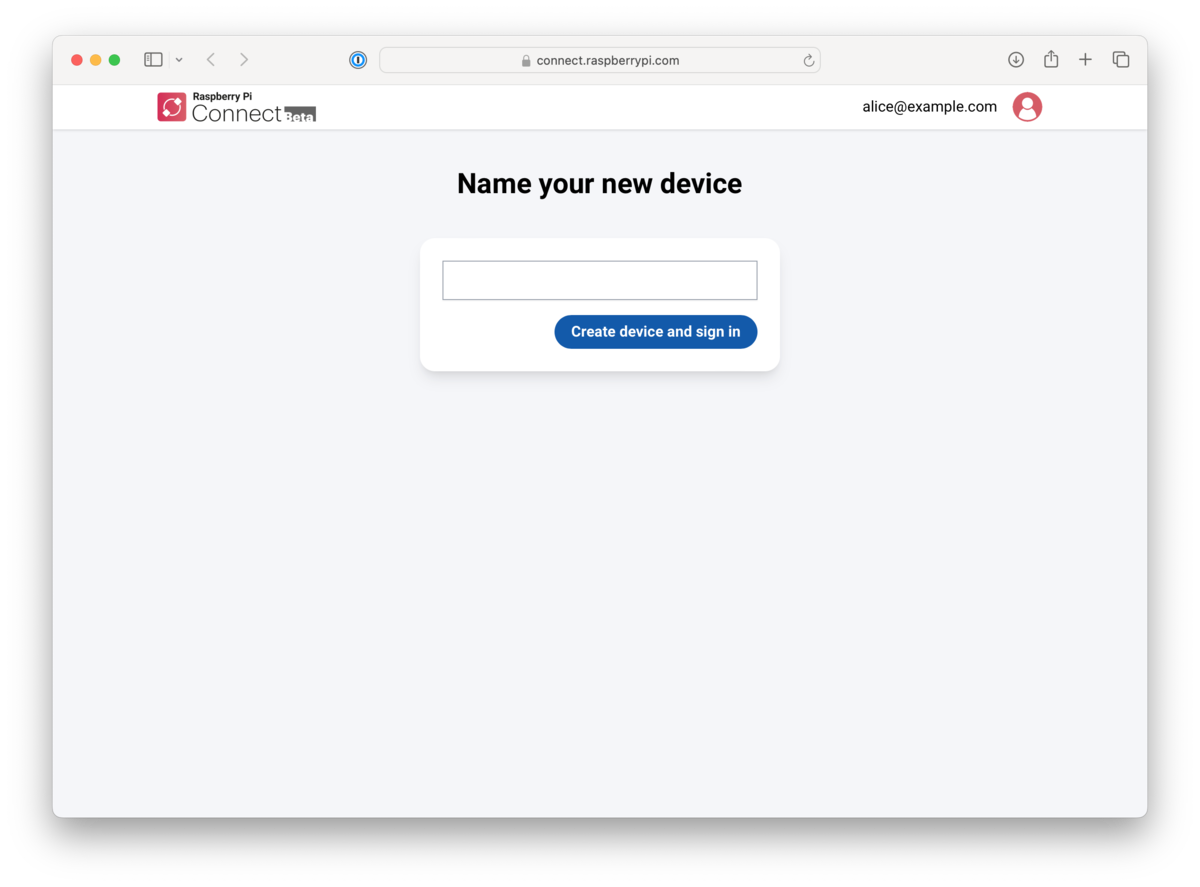 connect.raspberrypi.com
Raspberry Pi
Connect Beta
alice@example.com
Name your new device
Create device and sign in